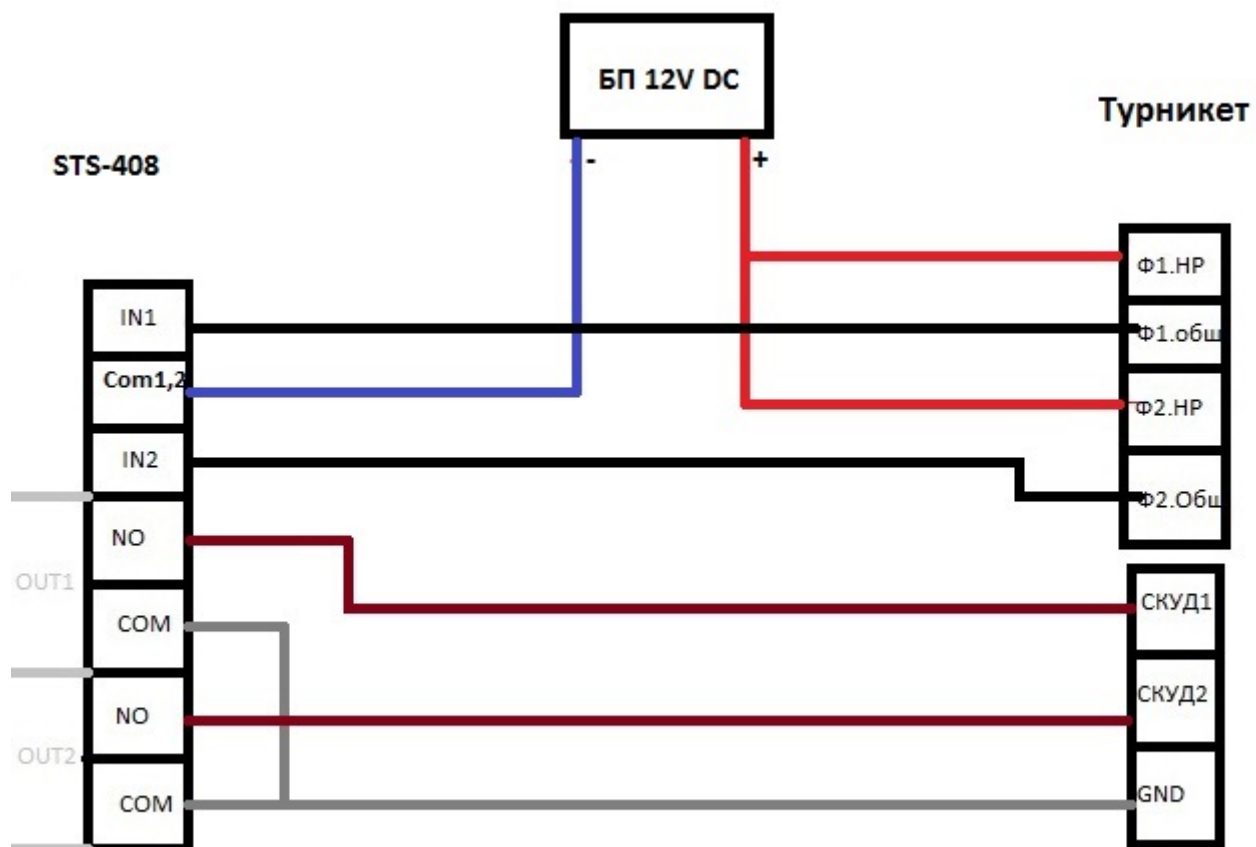 БП 12V DC
Турникет
STS-408
- +
Ф1.НР
IN1
Ф1.общ
Com1,2
Ф2.НР
IN2
Ф2.Общ
NO
OUT1
СКУД1
COM
СКУД2
NO
OUT2
GND
COM